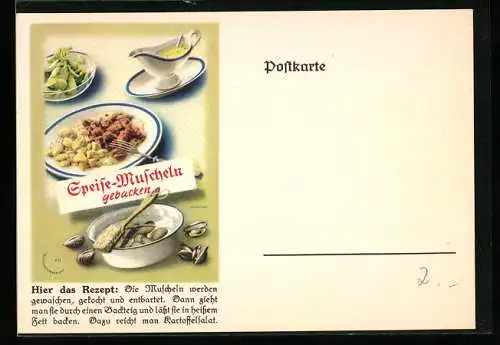 Postkarte
Speise-Muscheln
gebacken
Hier das Rezept: Die Muscheln werden
gewaschen, gekocht und entbartet. Dann zieht
man sie durch einen Backteig und läßt sie in heißem
Fett backen. Dazu reicht man Kartoffelsalat.
2.-